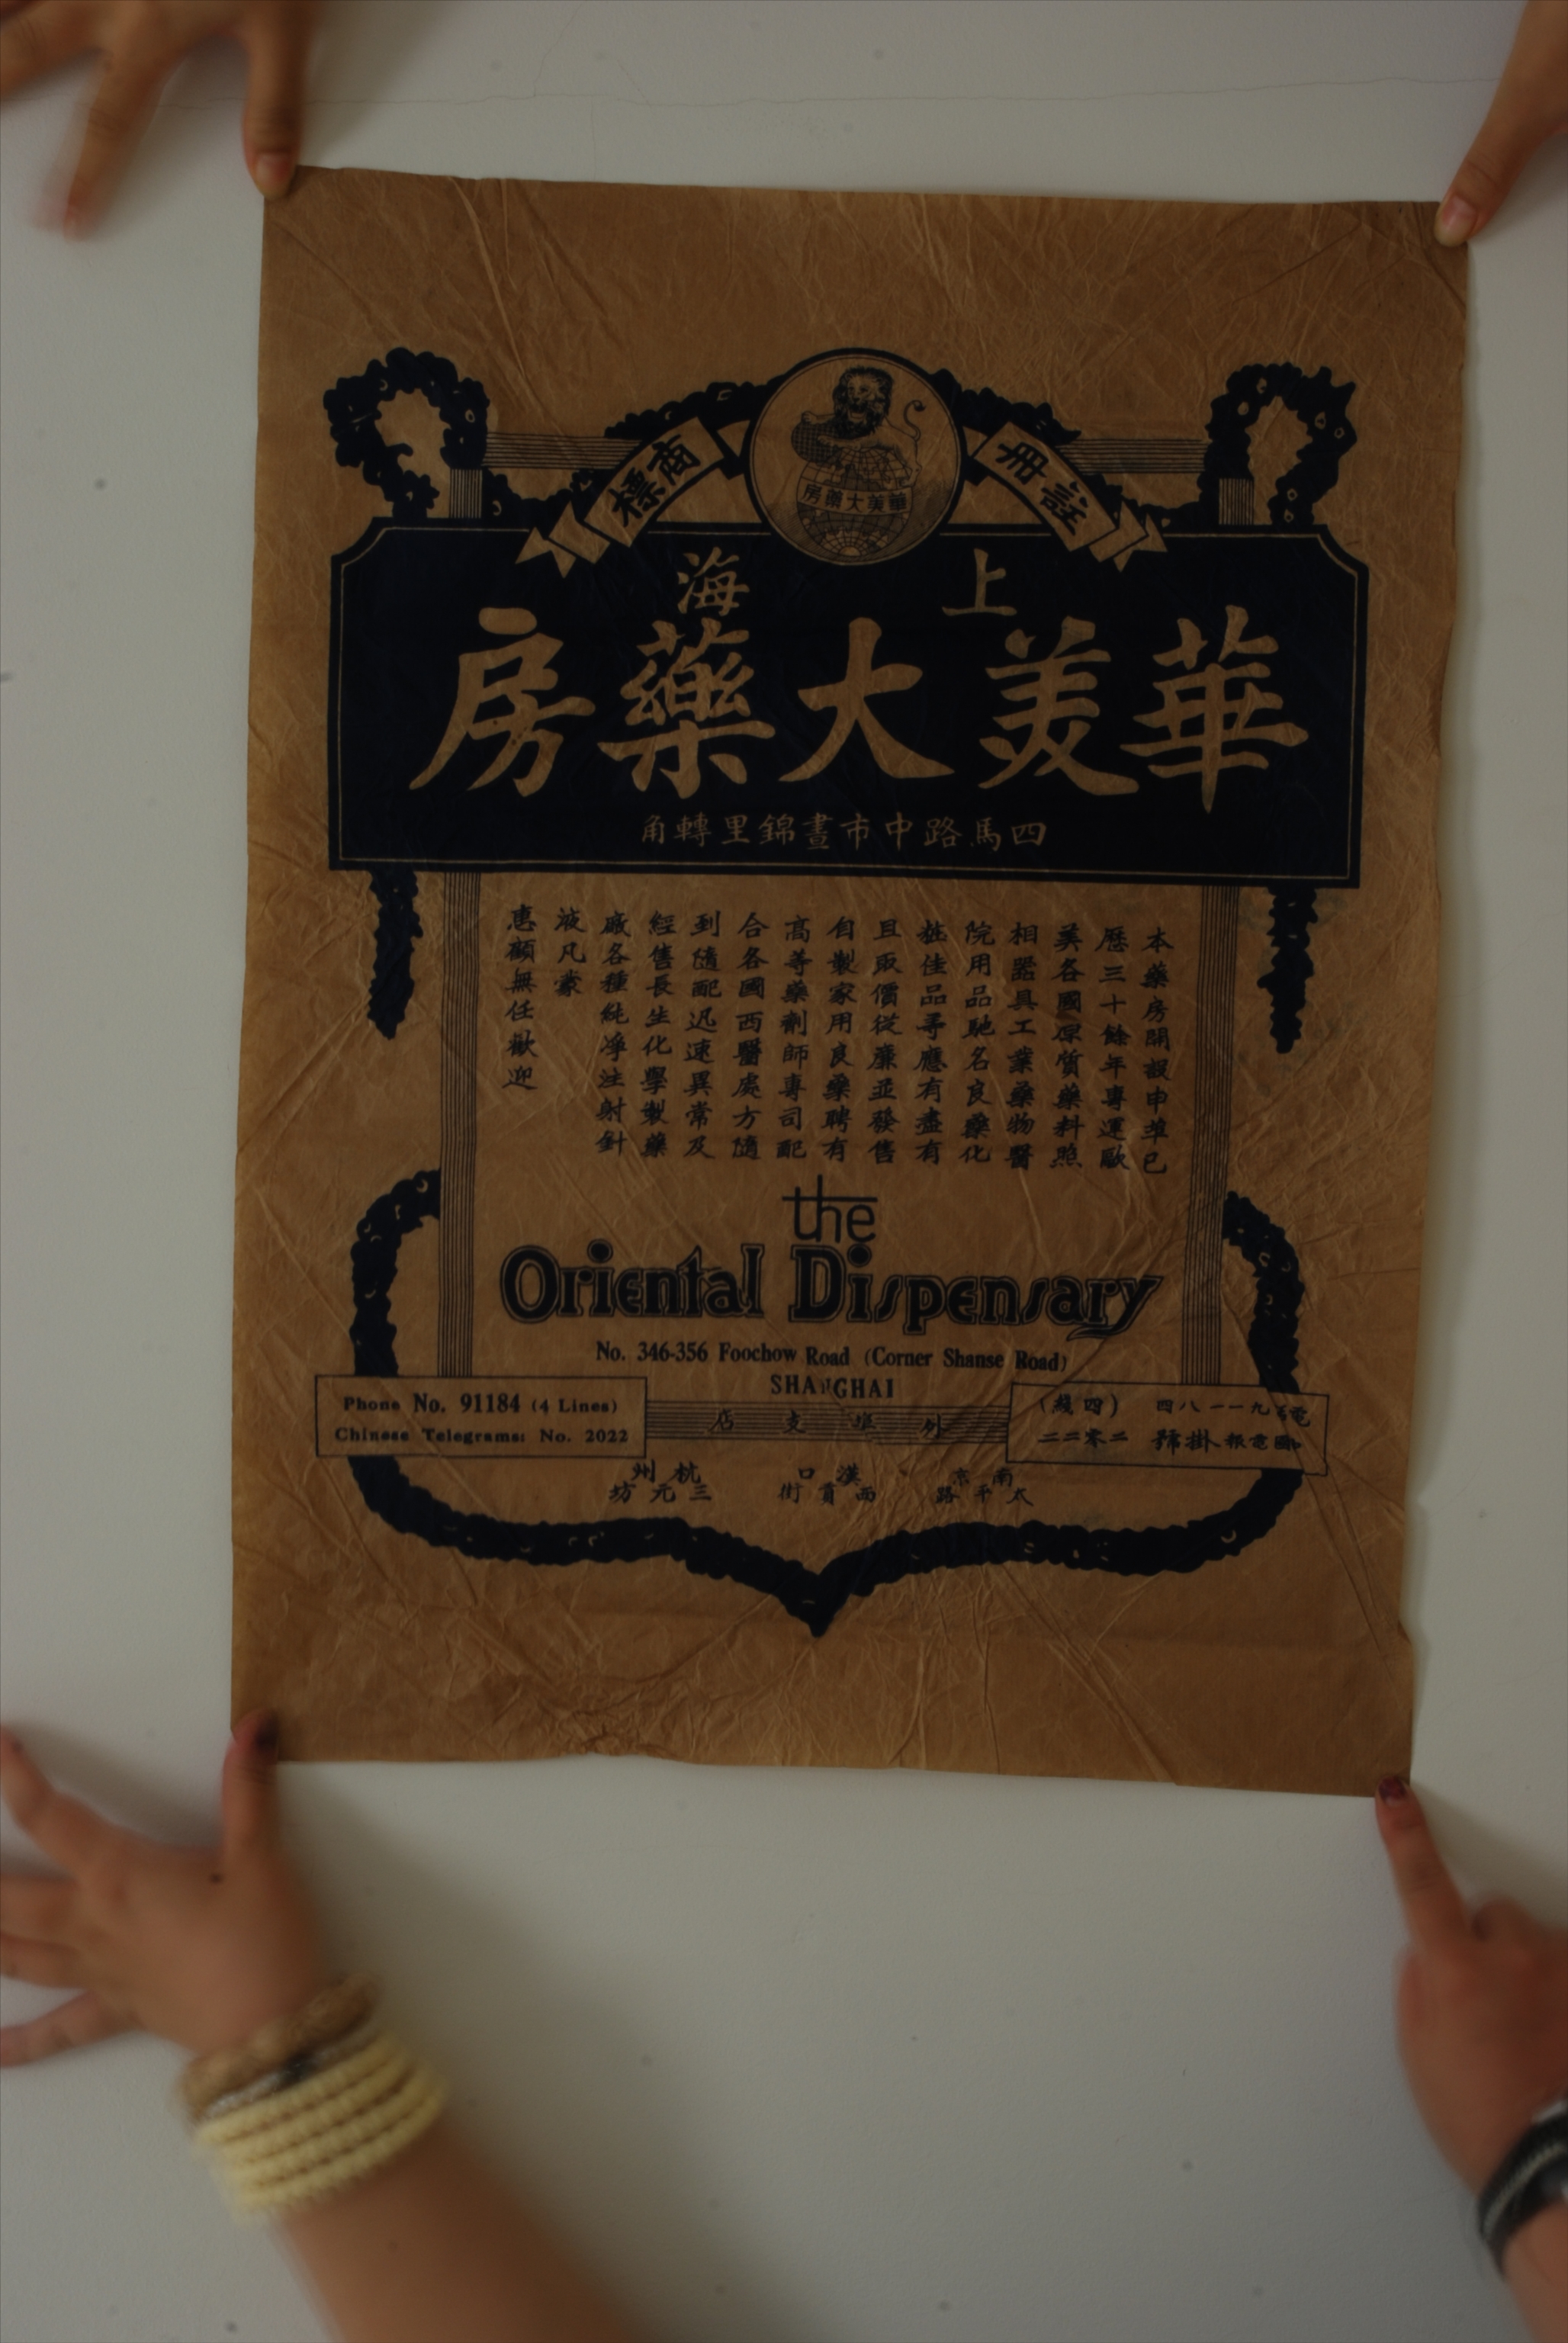 註冊商標
華美大藥房
上海
華美大藥房
四馬路中市晝錦里轉角
本藥房開設申埠已
歷三十餘年專運歐
美各國原質藥料照
相器具工業藥物醫
院用品馳名良藥化
粧佳品等應有盡有
且取價從廉並發售
自製家用良藥聘有
高等藥劑師專司配
合各國西醫處方隨
到隨配迅速異常及
經售長生化學製藥
廠各種純淨注射針
液凡蒙
惠顧無任歡迎
the
Oriental Dispensary
No. 346-356 Foochow Road (Corner Shanse Road)
SHANGHAI
Phone No. 91184 (4 Lines)
Chinese Telegrams: No. 2022
電話九一一八四 (四綫)
電報掛號 二零二二
外埠支店
南京
太平路
漢口
西貢街
杭州
三元坊